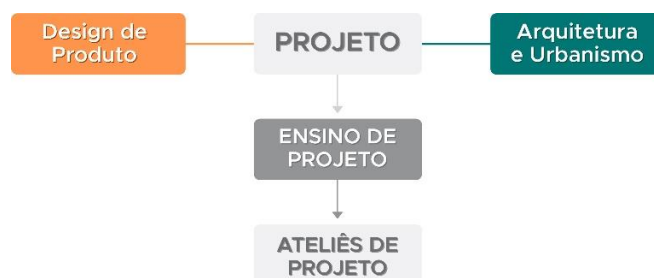 Design de
Produto
PROJETO
Arquitetura
e Urbanismo
ENSINO DE
PROJETO
ATELIÊS DE
PROJETO